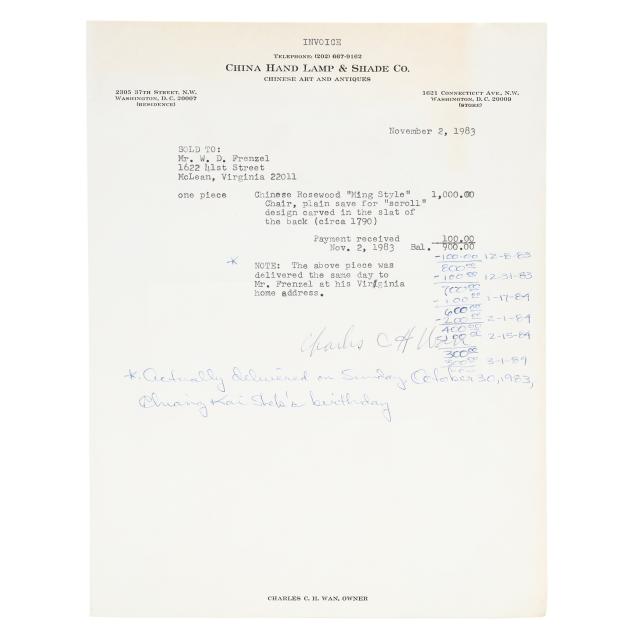 INVOICE
TELEPHONE: (202) 667-9162
CHINA HAND LAMP & SHADE CO.
CHINESE ART AND ANTIQUES
2305 37TH STREET, N.W.
WASHINGTON, D. C. 20007
(RESIDENCE)
1621 CONNECTICUT AVE., N.W.
WASHINGTON, D. C. 20009
(STORE)
November 2, 1983
SOLD TO:
Mr. W. D. Frenzel
1622 41st Street
McLean, Virginia 22011
one piece Chinese Rosewood "Ming Style" 1,000.00
Chair, plain save for "scroll"
design carved in the slat of
the back (circa 1790)
Payment received 100.00
Nov. 2, 1983 Bal. 900.00
-100.00 12-8-83
800.00
-100.00 12-31-83
700.00
-100.00 1-17-84
600.00
-200.00 2-1-84
400.00
2-15-84
300.00
3-1-84
* NOTE: The above piece was
delivered the same day to
Mr. Frenzel at his Virginia
home address.
Charles C H Wan
* Actually delivered on Sunday October 30, 1983,
Chiang Kai Shek's birthday
CHARLES C. H. WAN, OWNER